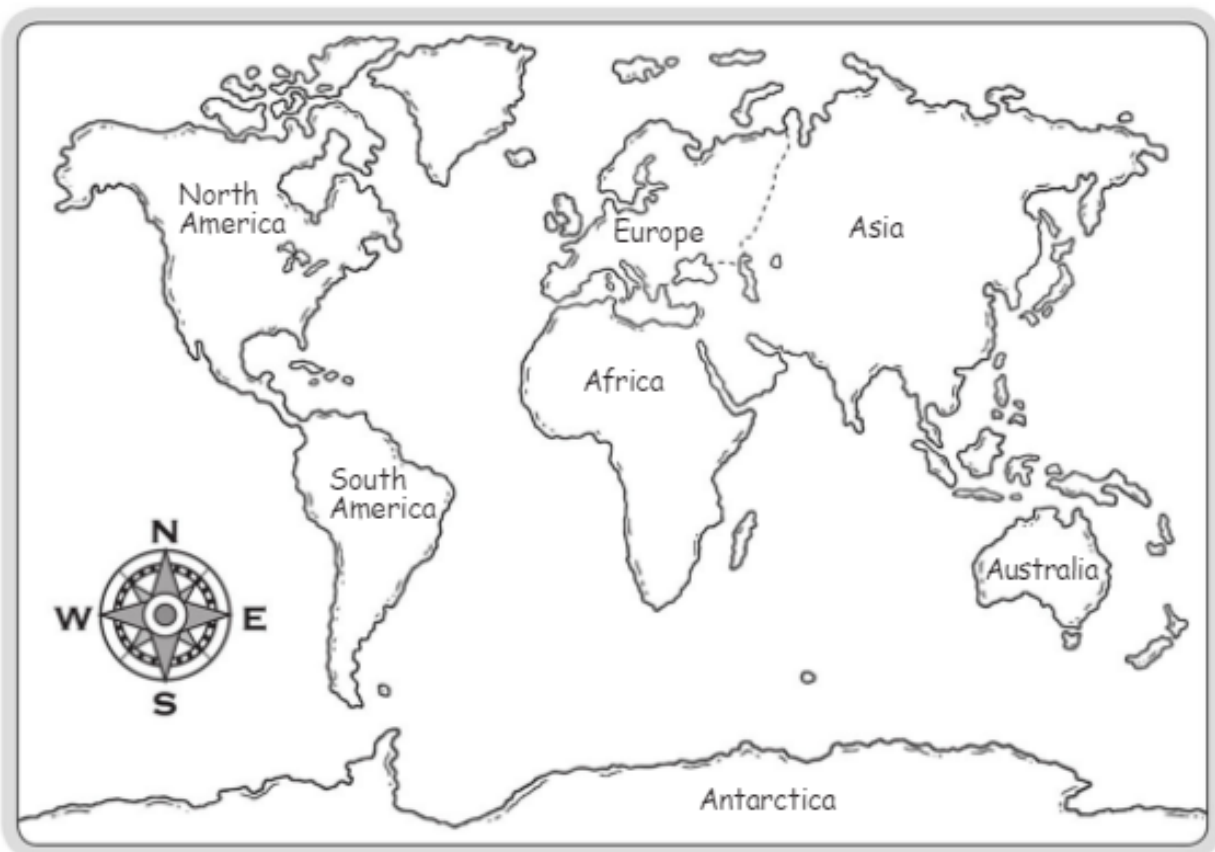 North
America
Europe
Asia
Africa
South
America
N
W
E
S
Australia
Antarctica